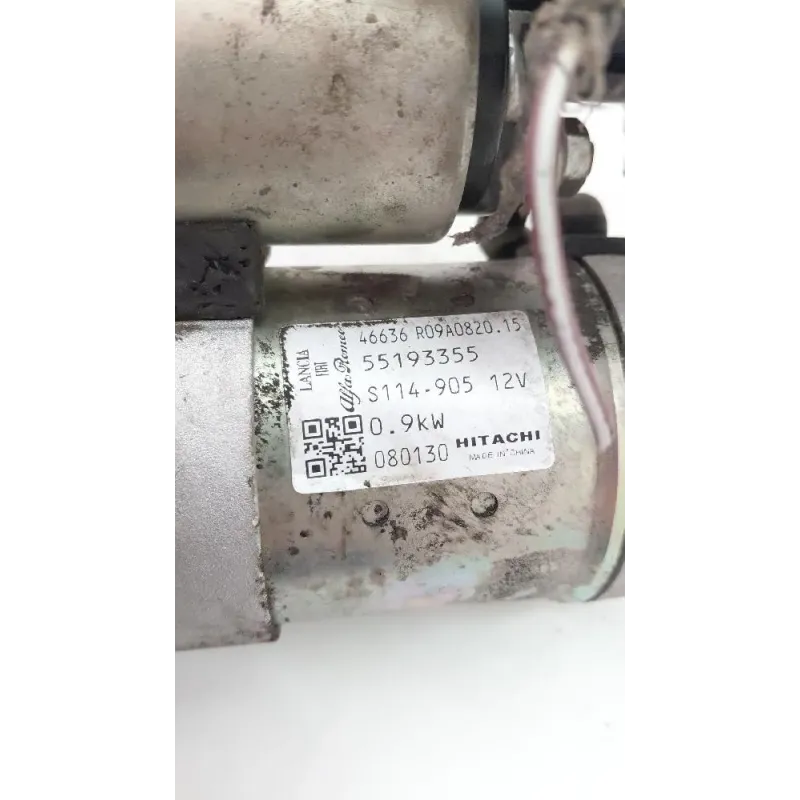 LANCIA
FIAT
Alfa Romeo
46636 R09A0820.15
55193355
S114-905 12V
0.9kW
080130 HITACHI
MADE IN CHINA